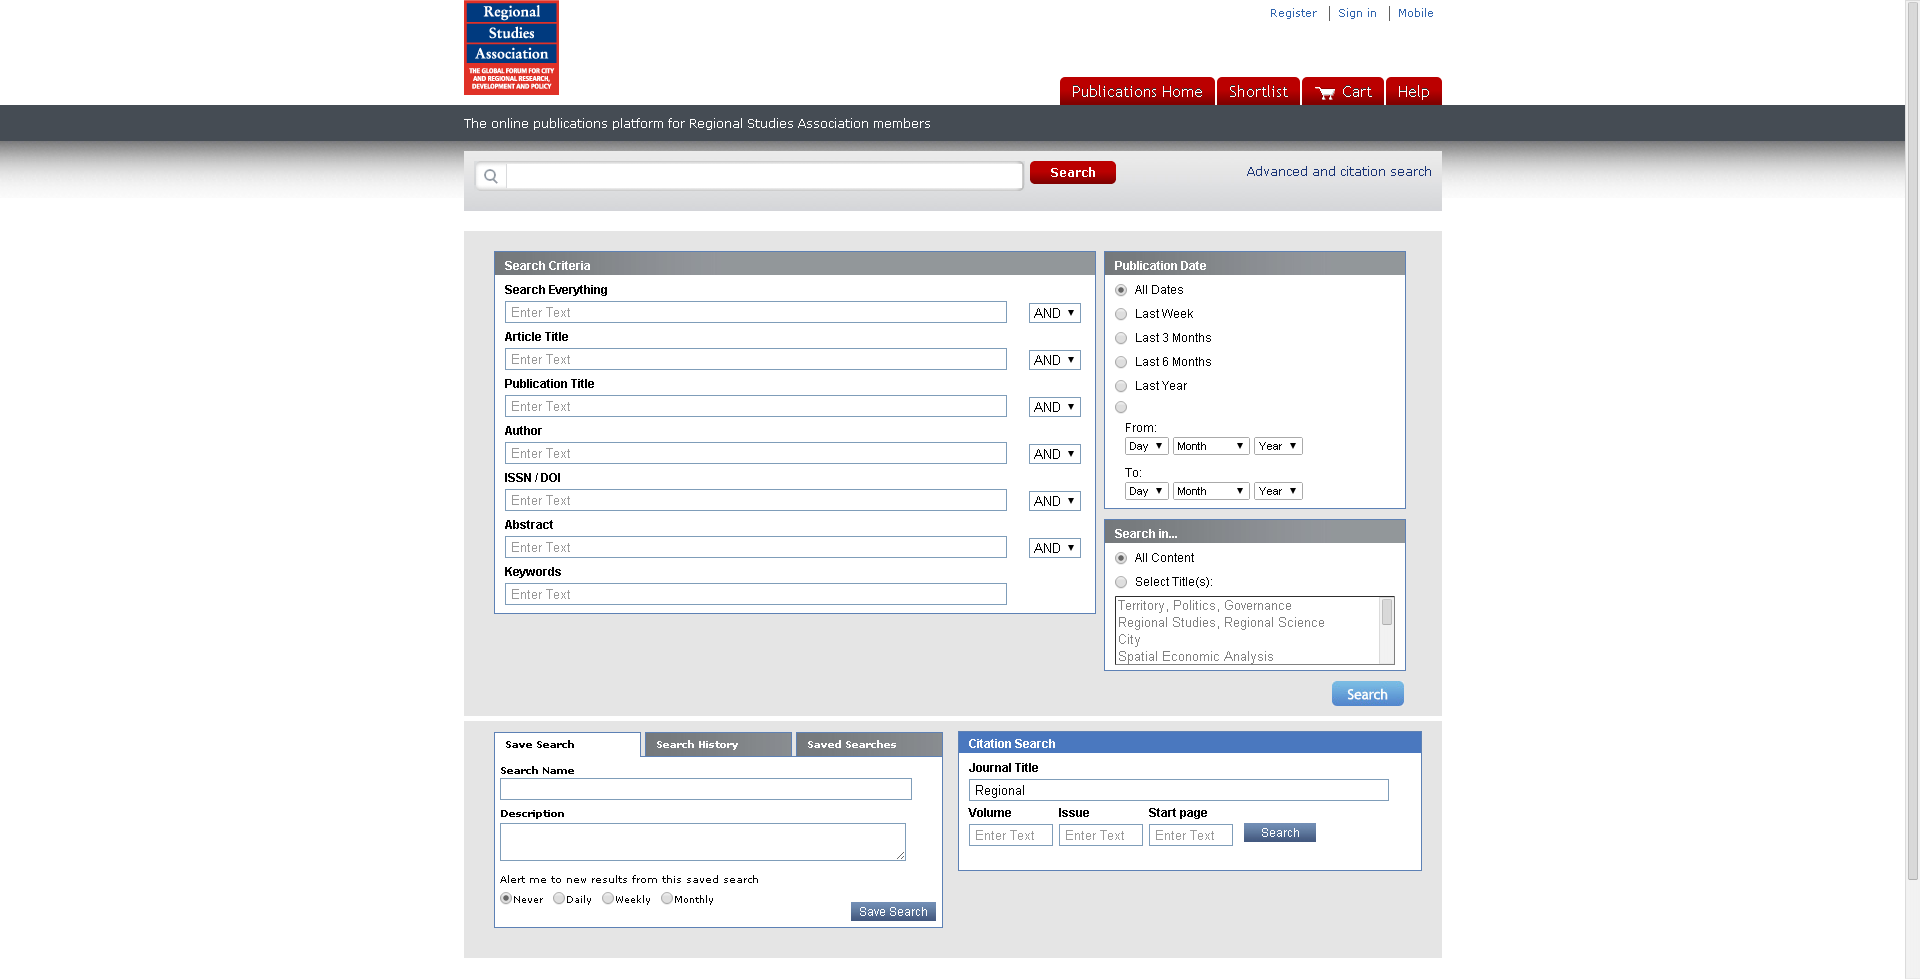 Regional
Studies
Association
THE GLOBAL FORUM FOR CITY
AND REGIONAL RESEARCH,
DEVELOPMENT AND POLICY
Register
Sign in
Mobile
Publications Home
Shortlist
Cart
Help
The online publications platform for Regional Studies Association members
Search
Advanced and citation search
Search Criteria
Search Everything
Enter Text
AND
Article Title
Enter Text
AND
Publication Title
Enter Text
AND
Author
Enter Text
AND
ISSN / DOI
Enter Text
AND
Abstract
Enter Text
AND
Keywords
Enter Text
Publication Date
All Dates
Last Week
Last 3 Months
Last 6 Months
Last Year
From:
Day Month Year
To:
Day Month Year
Search in...
All Content
Select Title(s):
Territory, Politics, Governance
Regional Studies, Regional Science
City
Spatial Economic Analysis
Search
Save Search
Search History
Saved Searches
Search Name
Description
Alert me to new results from this saved search
Never Daily Weekly Monthly
Save Search
Citation Search
Journal Title
Regional
Volume Issue Start page
Enter Text Enter Text Enter Text Search